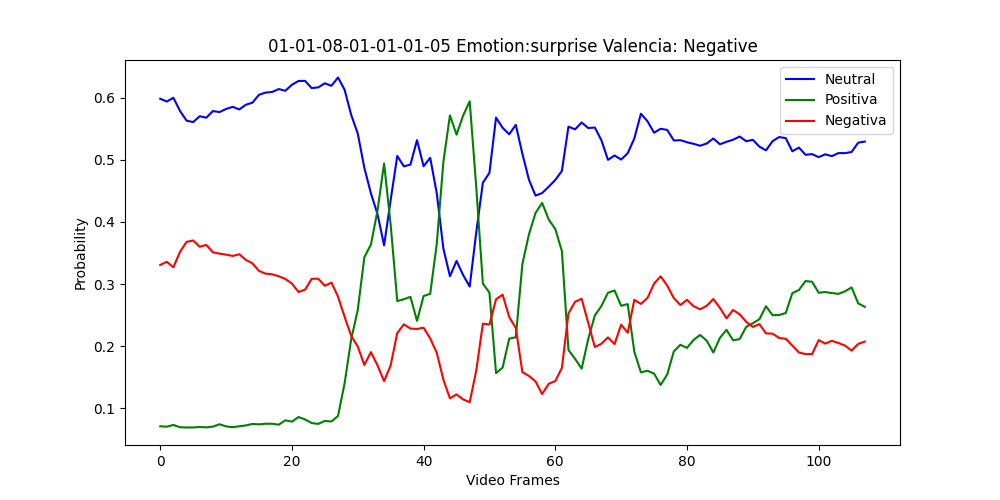 01-01-08-01-01-01-05 Emotion:surprise Valencia: Negative
Neutral
Positiva
Negativa
Probability
0.6
0.5
0.4
0.3
0.2
0.1
0 20 40 60 80 100
Video Frames